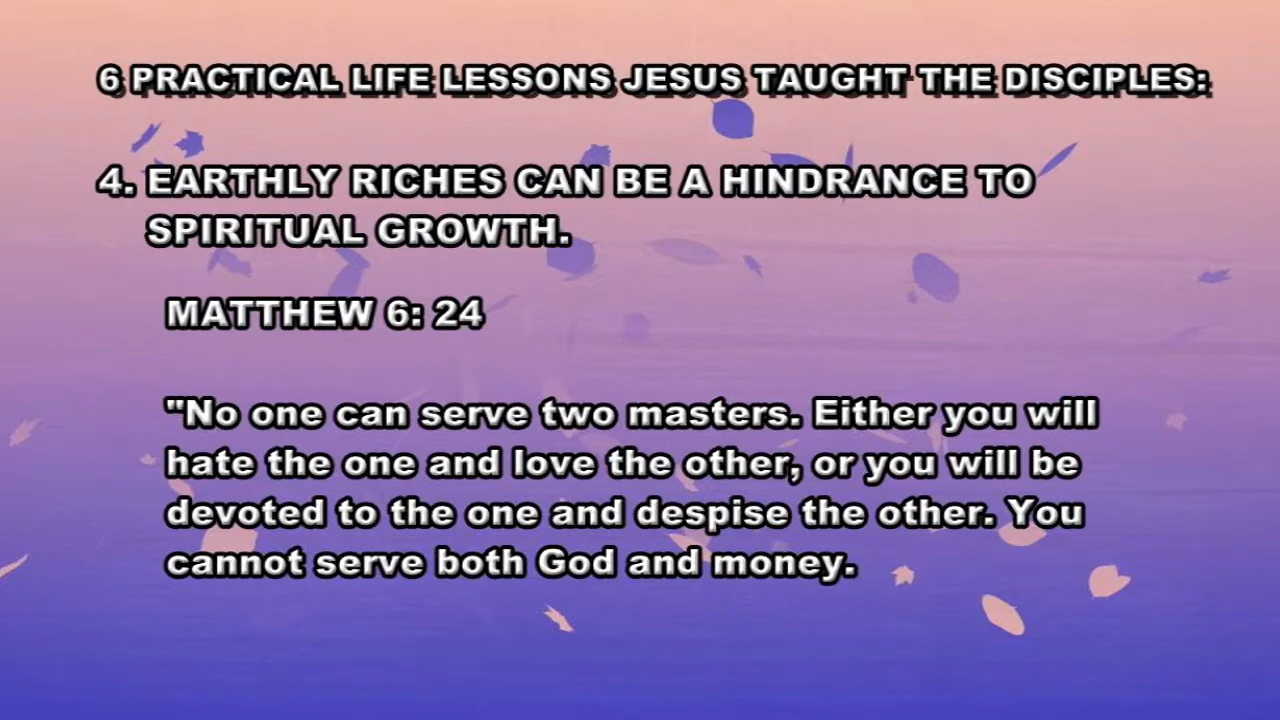 6 PRACTICAL LIFE LESSONS JESUS TAUGHT THE DISCIPLES:
4. EARTHLY RICHES CAN BE A HINDRANCE TO
SPIRITUAL GROWTH.
MATTHEW 6: 24
"No one can serve two masters. Either you will
hate the one and love the other, or you will be
devoted to the one and despise the other. You
cannot serve both God and money.